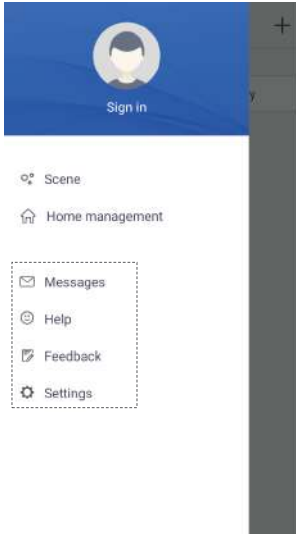 Sign in
Scene
Home management
Messages
Help
Feedback
Settings